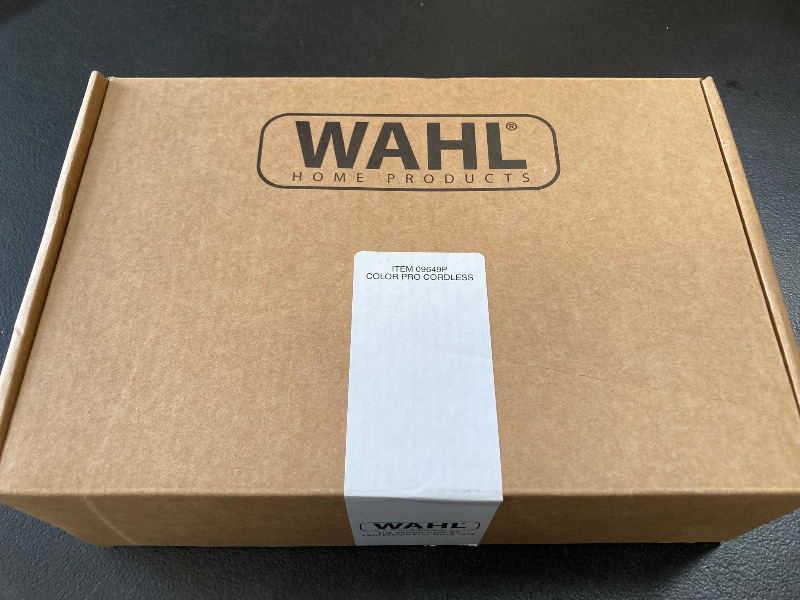 WAHL®
HOME PRODUCTS
ITEM 09649P
COLOR PRO CORDLESS
WAHL